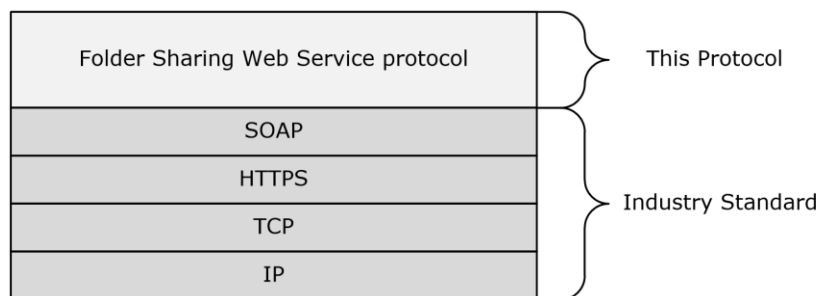 Folder Sharing Web Service protocol
This Protocol
SOAP
HTTPS
TCP
IP
Industry Standard